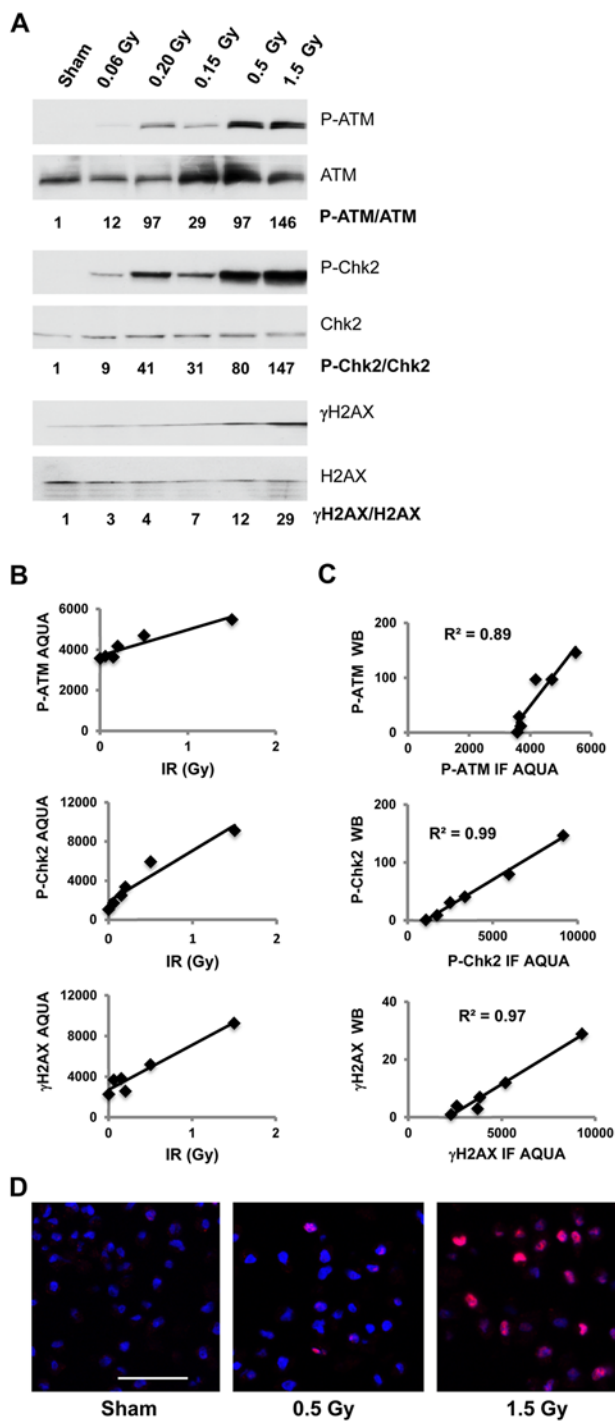 A
Sham 0.06 Gy 0.20 Gy 0.15 Gy 0.5 Gy 1.5 Gy
P-ATM
ATM
1 12 97 29 97 146 P-ATM/ATM
P-Chk2
Chk2
1 9 41 31 80 147 P-Chk2/Chk2
γH2AX
H2AX
1 3 4 7 12 29 γH2AX/H2AX
B
P-ATM AQUA
6000
4000
2000
0
0 1 2
IR (Gy)
P-Chk2 AQUA
12000
8000
4000
0
0 1 2
IR (Gy)
γH2AX AQUA
12000
8000
4000
0
0 1 2
IR (Gy)
C
P-ATM WB
200
100
0
R² = 0.89
0 2000 4000 6000
P-ATM IF AQUA
P-Chk2 WB
200
100
0
R² = 0.99
0 5000 10000
P-Chk2 IF AQUA
γH2AX WB
40
20
0
R² = 0.97
0 5000 10000
γH2AX IF AQUA
D
Sham 0.5 Gy 1.5 Gy